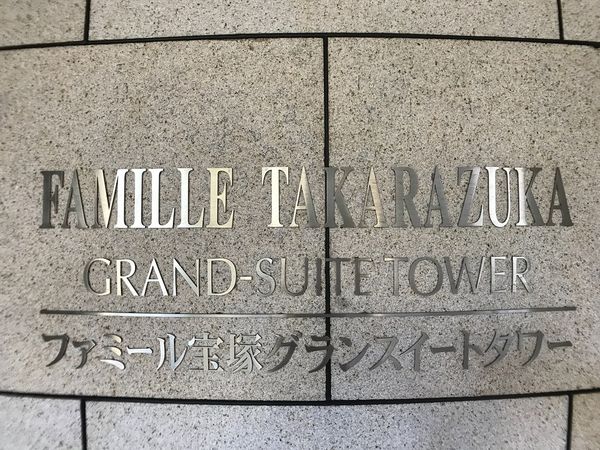 FAMILLE TAKARAZUKA
GRAND-SUITE TOWER
ファミール宝塚グランスイートタワー